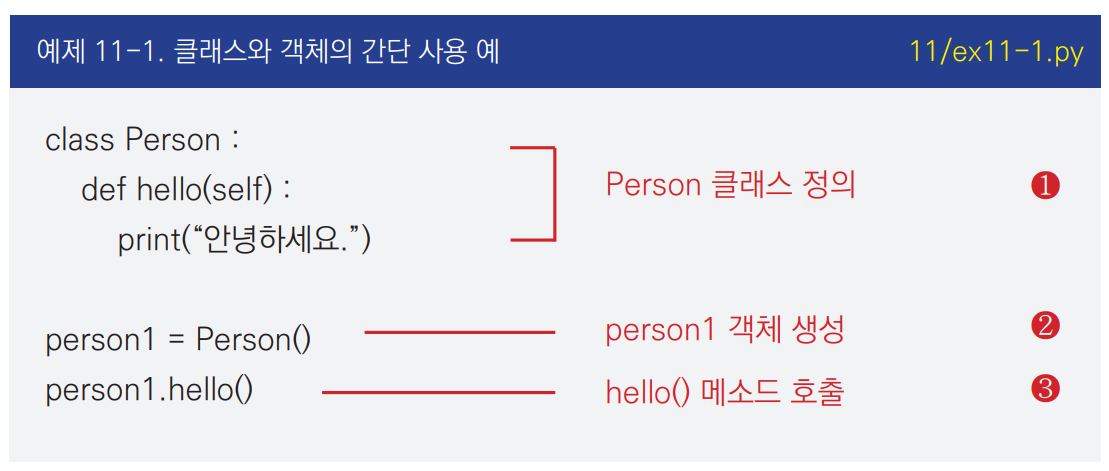 예제 11-1. 클래스와 객체의 간단 사용 예 11/ex11-1.py
class Person :
def hello(self) :
Person 클래스 정의 ❶
print(“안녕하세요.”)
person1 = Person() person1 객체 생성 ❷
person1.hello() hello() 메소드 호출 ❸